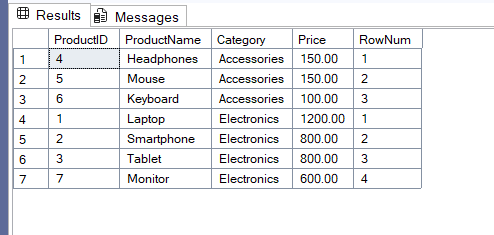 Results Messages
ProductID ProductName Category Price RowNum
1 4 Headphones Accessories 150.00 1
2 5 Mouse Accessories 150.00 2
3 6 Keyboard Accessories 100.00 3
4 1 Laptop Electronics 1200.00 1
5 2 Smartphone Electronics 800.00 2
6 3 Tablet Electronics 800.00 3
7 7 Monitor Electronics 600.00 4